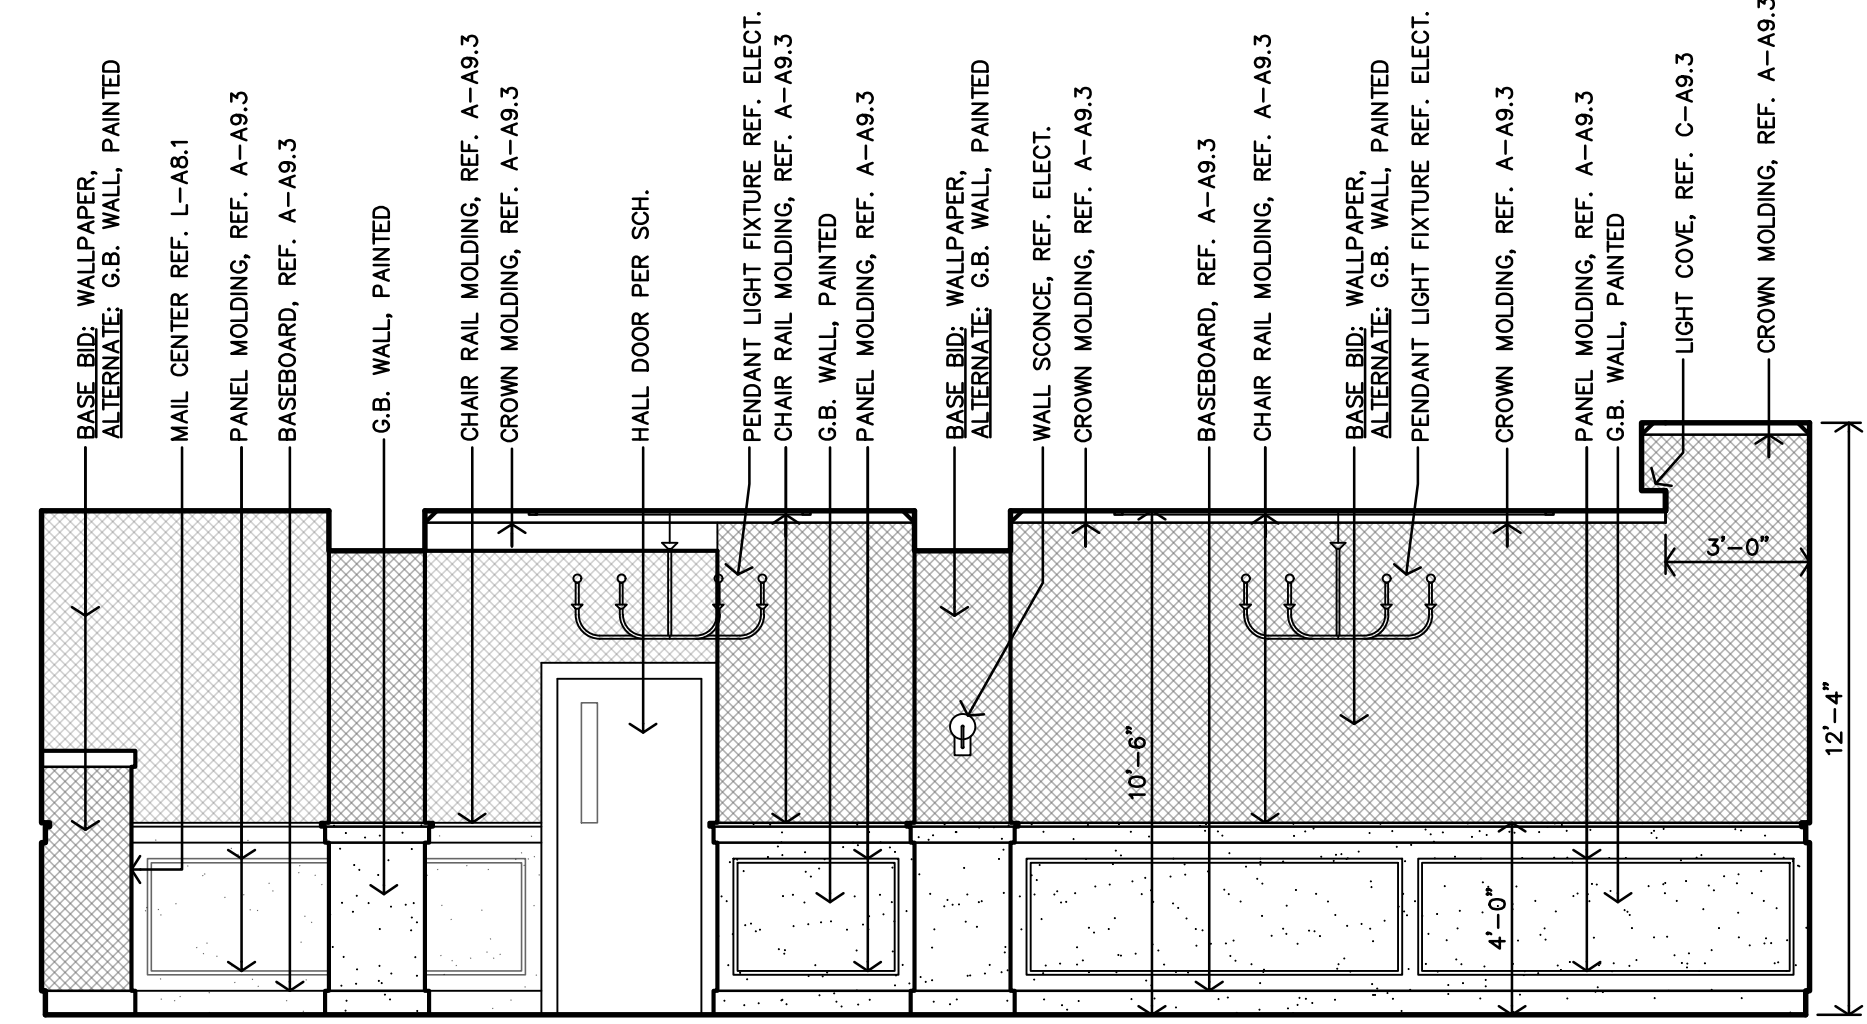 BASE BID: WALLPAPER,
ALTERNATE: G.B. WALL, PAINTED
MAIL CENTER REF. L-A8.1
PANEL MOLDING, REF. A-A9.3
BASEBOARD, REF. A-A9.3
G.B. WALL, PAINTED
CHAIR RAIL MOLDING, REF. A-A9.3
CROWN MOLDING, REF. A-A9.3
HALL DOOR PER SCH.
PENDANT LIGHT FIXTURE REF. ELECT.
CHAIR RAIL MOLDING, REF. A-A9.3
G.B. WALL, PAINTED
PANEL MOLDING, REF. A-A9.3
BASE BID: WALLPAPER,
ALTERNATE: G.B. WALL, PAINTED
WALL SCONCE, REF. ELECT.
CROWN MOLDING, REF. A-A9.3
BASEBOARD, REF. A-A9.3
CHAIR RAIL MOLDING, REF. A-A9.3
BASE BID: WALLPAPER,
ALTERNATE: G.B. WALL, PAINTED
PENDANT LIGHT FIXTURE REF. ELECT.
CROWN MOLDING, REF. A-A9.3
PANEL MOLDING, REF. A-A9.3
G.B. WALL, PAINTED
LIGHT COVE, REF. C-A9.3
CROWN MOLDING, REF. A-A9.3
3'-0"
10'-6"
4'-0"
12'-4"